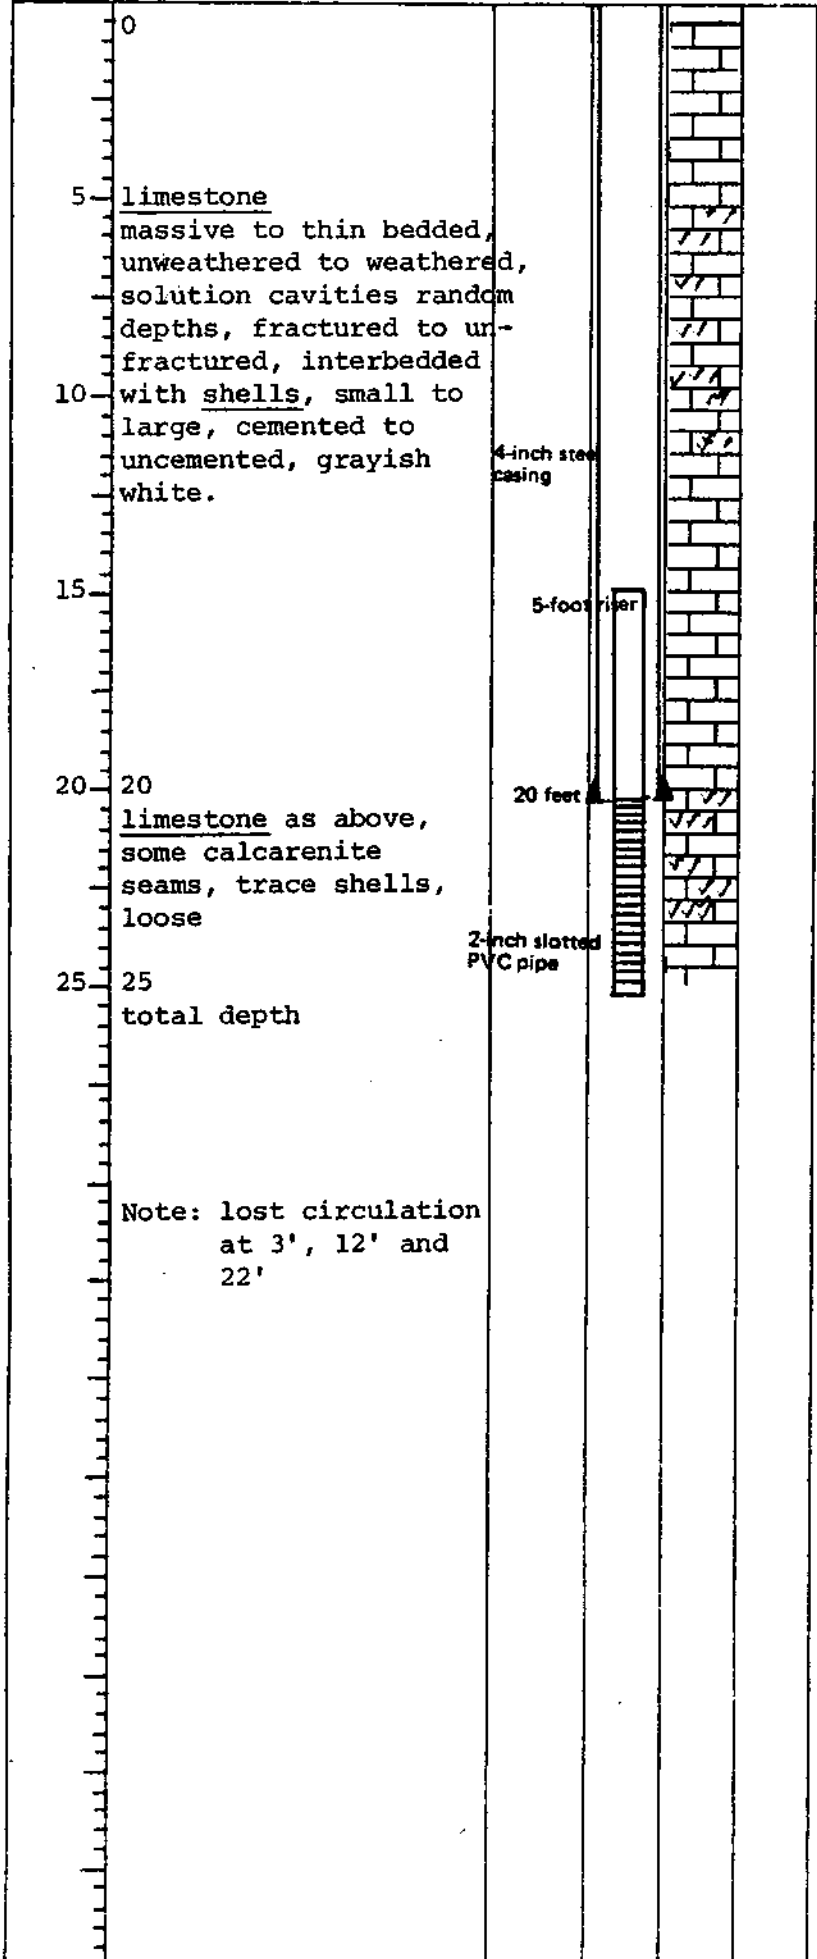 0
5 limestone
massive to thin bedded,
unweathered to weathered,
solution cavities random
depths, fractured to un-
fractured, interbedded
10 with shells, small to
large, cemented to
uncemented, grayish
white.
4-inch steel
casing
15
5-foot riser
20 20
20 feet
limestone as above,
some calcarenite
seams, trace shells,
loose
2-inch slotted
PVC pipe
25 25
total depth
Note: lost circulation
at 3', 12' and
22'